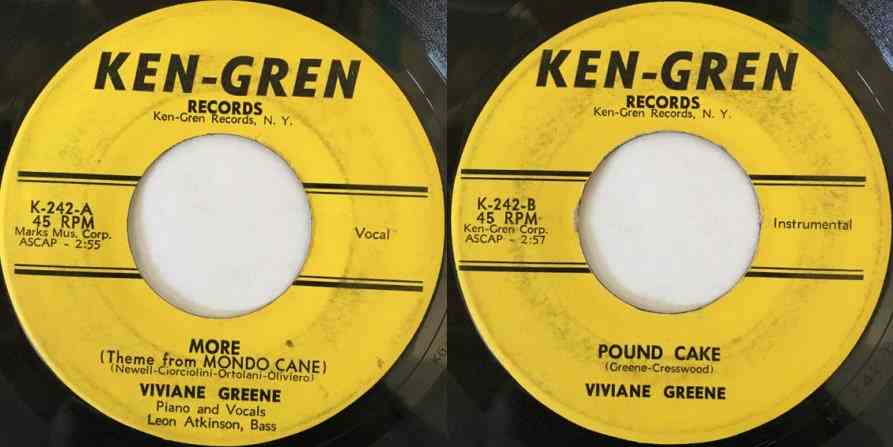 KEN-GREN
RECORDS
Ken-Gren Records, N. Y.
K-242-A
45 RPM
Marks Mus. Corp.
ASCAP - 2:55
Vocal
MORE
(Theme from MONDO CANE)
(Newell-Ciorciolini-Ortolani-Oliviero)
VIVIANE GREENE
Piano and Vocals
Leon Atkinson, Bass
KEN-GREN
RECORDS
Ken-Gren Records, N. Y.
K-242-B
45 RPM
Ken-Gren Corp.
ASCAP - 2:57
Instrumental
POUND CAKE
(Greene-Cresswood)
VIVIANE GREENE